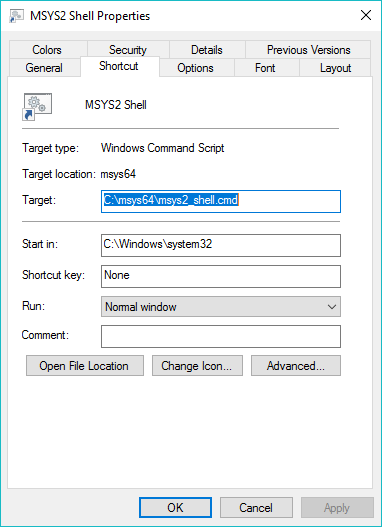 MSYS2 Shell Properties
Colors Security Details Previous Versions
General Shortcut Options Font Layout
MSYS2 Shell
Target type: Windows Command Script
Target location: msys64
Target: C:\msys64\msys2_shell.cmd
Start in: C:\Windows\system32
Shortcut key: None
Run: Normal window
Comment:
Open File Location Change Icon... Advanced...
OK Cancel Apply